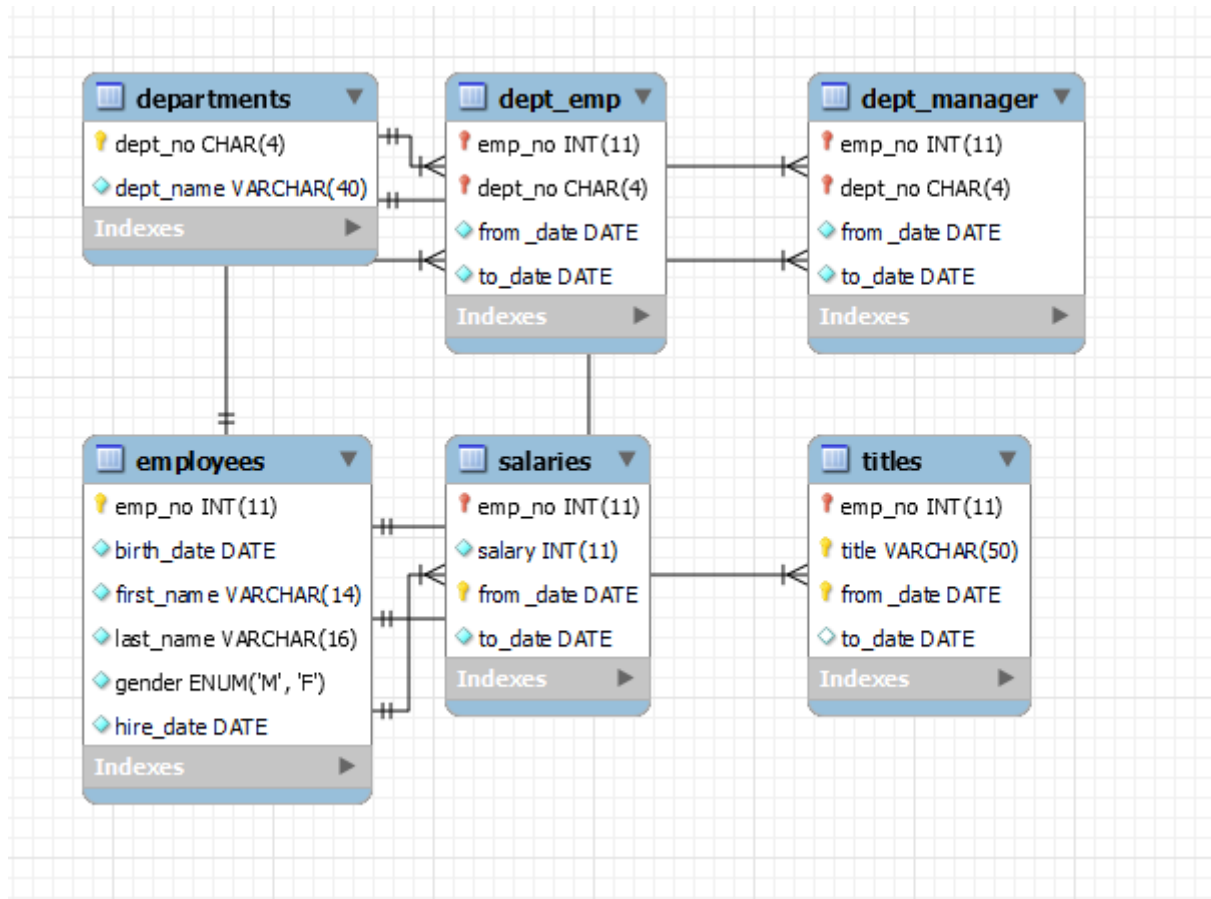 departments
dept_no CHAR(4)
dept_name VARCHAR(40)
Indexes
dept_emp
emp_no INT(11)
dept_no CHAR(4)
from_date DATE
to_date DATE
Indexes
dept_manager
emp_no INT(11)
dept_no CHAR(4)
from_date DATE
to_date DATE
Indexes
employees
emp_no INT(11)
birth_date DATE
first_name VARCHAR(14)
last_name VARCHAR(16)
gender ENUM('M', 'F')
hire_date DATE
Indexes
salaries
emp_no INT(11)
salary INT(11)
from_date DATE
to_date DATE
Indexes
titles
emp_no INT(11)
title VARCHAR(50)
from_date DATE
to_date DATE
Indexes